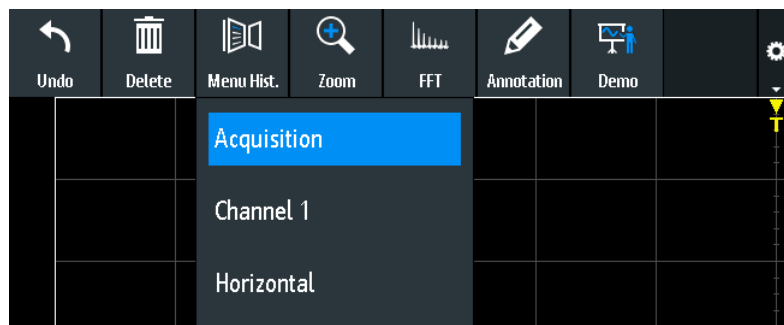 Undo Delete Menu Hist. Zoom FFT Annotation Demo
T
Acquisition
Channel 1
Horizontal